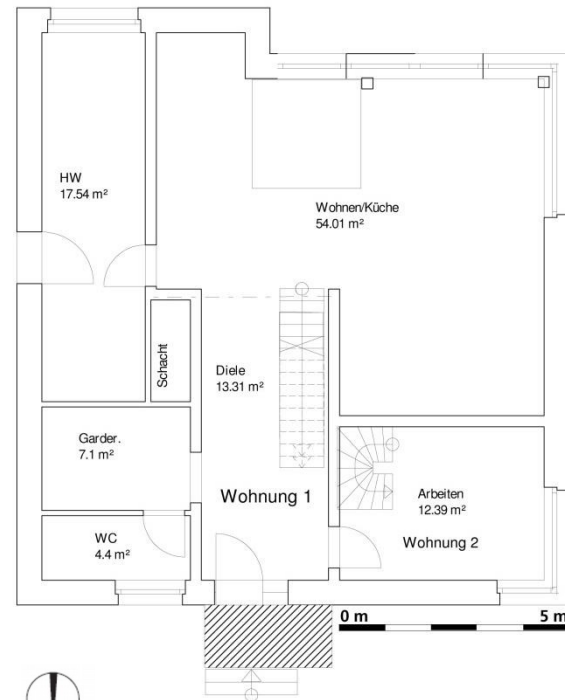 HW
17.54 m²
Wohnen/Küche
54.01 m²
Schacht
Diele
13.31 m²
Garder.
7.1 m²
Wohnung 1
Arbeiten
12.39 m²
WC
4.4 m²
Wohnung 2
0 m
5 m